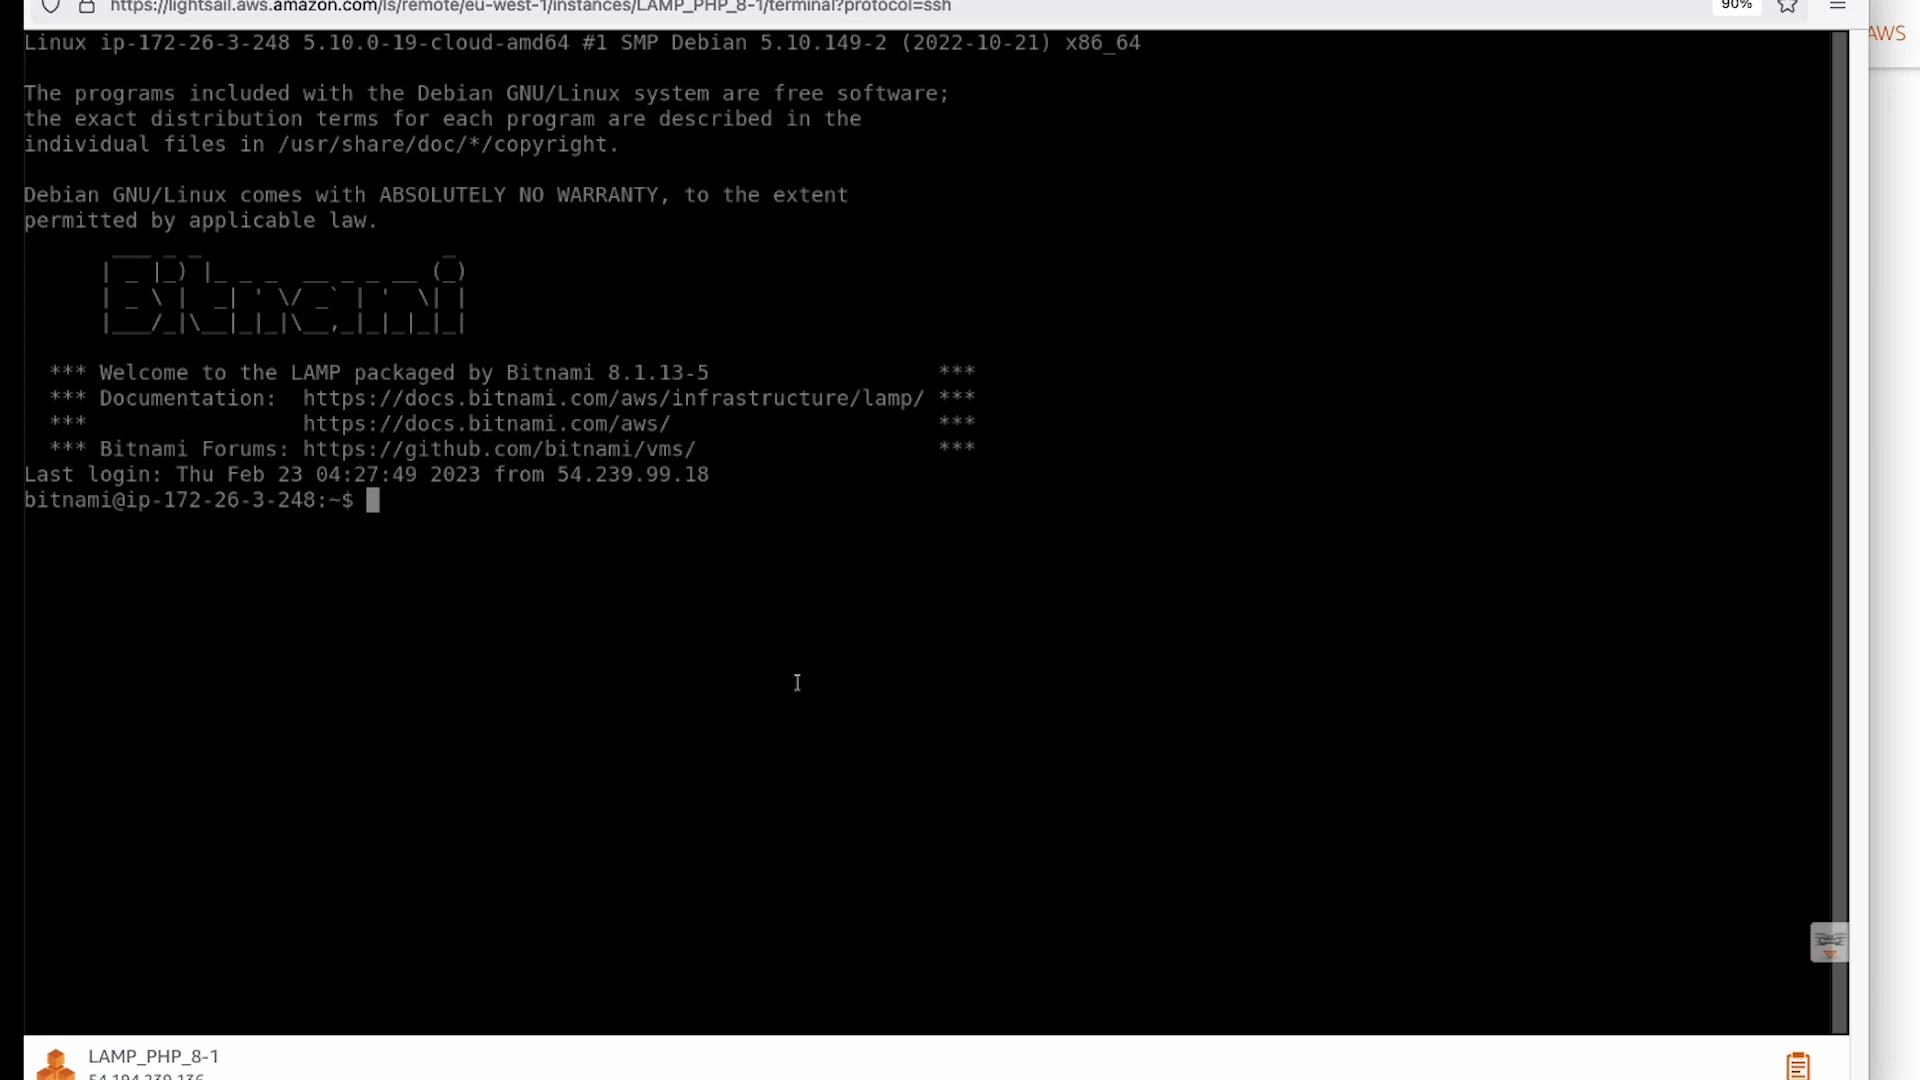 https://lightsail.aws.amazon.com/ls/remote/eu-west-1/instances/LAMP_PHP_8-1/terminal?protocol=ssh
90%
AWS
Linux ip-172-26-3-248 5.10.0-19-cloud-amd64 #1 SMP Debian 5.10.149-2 (2022-10-21) x86_64
The programs included with the Debian GNU/Linux system are free software;
the exact distribution terms for each program are described in the
individual files in /usr/share/doc/*/copyright.
Debian GNU/Linux comes with ABSOLUTELY NO WARRANTY, to the extent
permitted by applicable law.
Bitnami
*** Welcome to the LAMP packaged by Bitnami 8.1.13-5 ***
*** Documentation: https://docs.bitnami.com/aws/infrastructure/lamp/ ***
*** https://docs.bitnami.com/aws/ ***
*** Bitnami Forums: https://github.com/bitnami/vms/ ***
Last login: Thu Feb 23 04:27:49 2023 from 54.239.99.18
bitnami@ip-172-26-3-248:~$
LAMP_PHP_8-1
54.194.239.136